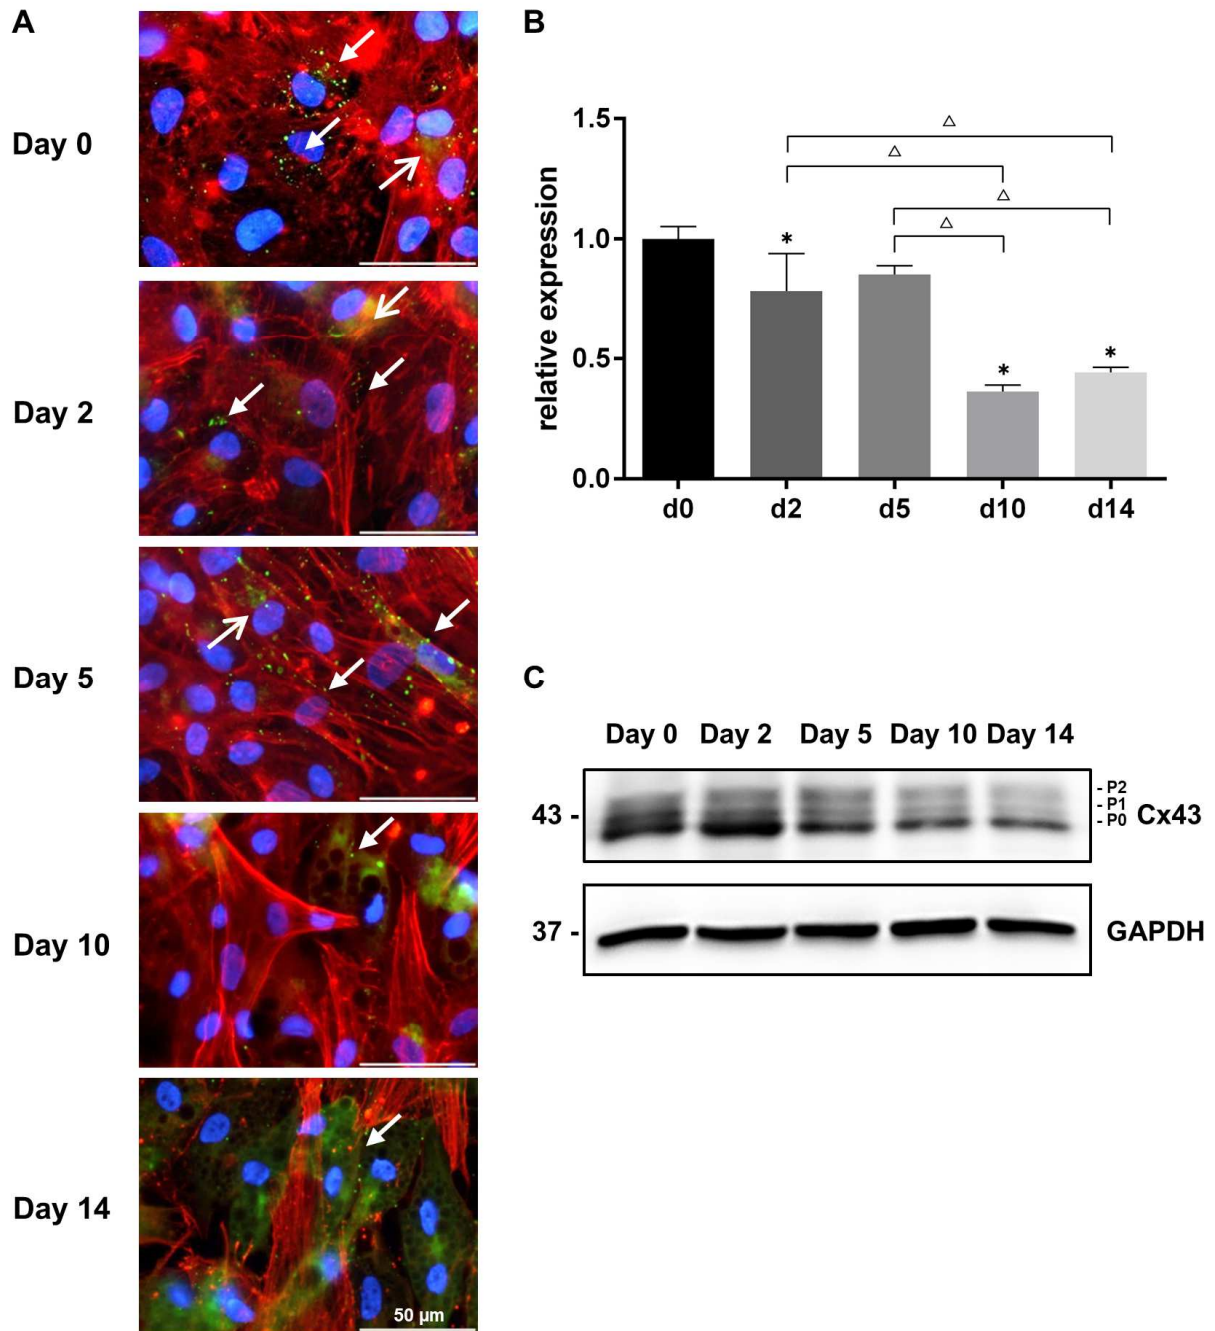 A
Day 0
Day 2
Day 5
Day 10
Day 14
50 µm
B
relative expression
1.5
1.0
0.5
0.0
* * *
△ △ △ △
d0 d2 d5 d10 d14
C
Day 0 Day 2 Day 5 Day 10 Day 14
43 -
- P2
- P1
- P0
Cx43
37 -
GAPDH